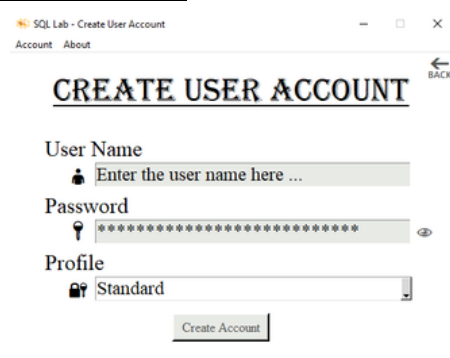 SQL Lab - Create User Account
Account About
BACK
CREATE USER ACCOUNT
User Name
Enter the user name here ...
Password
***************************
Profile
Standard
Create Account